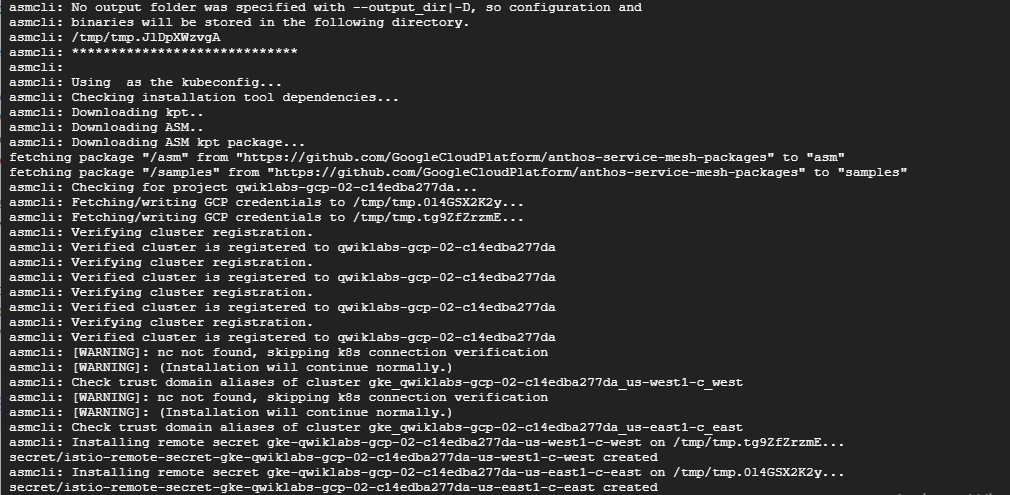 asmcli: No output folder was specified with --output_dir|-D, so configuration and
asmcli: binaries will be stored in the following directory.
asmcli: /tmp/tmp.JlDpXWzvgA
asmcli: *****************************
asmcli:
asmcli: Using  as the kubeconfig...
asmcli: Checking installation tool dependencies...
asmcli: Downloading kpt..
asmcli: Downloading ASM..
asmcli: Downloading ASM kpt package...
fetching package "/asm" from "https://github.com/GoogleCloudPlatform/anthos-service-mesh-packages" to "asm"
fetching package "/samples" from "https://github.com/GoogleCloudPlatform/anthos-service-mesh-packages" to "samples"
asmcli: Checking for project qwiklabs-gcp-02-c14edba277da...
asmcli: Fetching/writing GCP credentials to /tmp/tmp.0l4GSX2K2y...
asmcli: Fetching/writing GCP credentials to /tmp/tmp.tg9ZfZrzmE...
asmcli: Verifying cluster registration.
asmcli: Verified cluster is registered to qwiklabs-gcp-02-c14edba277da
asmcli: Verifying cluster registration.
asmcli: Verified cluster is registered to qwiklabs-gcp-02-c14edba277da
asmcli: Verifying cluster registration.
asmcli: Verified cluster is registered to qwiklabs-gcp-02-c14edba277da
asmcli: Verifying cluster registration.
asmcli: Verified cluster is registered to qwiklabs-gcp-02-c14edba277da
asmcli: [WARNING]: nc not found, skipping k8s connection verification
asmcli: [WARNING]: (Installation will continue normally.)
asmcli: Check trust domain aliases of cluster gke_qwiklabs-gcp-02-c14edba277da_us-west1-c_west
asmcli: [WARNING]: nc not found, skipping k8s connection verification
asmcli: [WARNING]: (Installation will continue normally.)
asmcli: Check trust domain aliases of cluster gke_qwiklabs-gcp-02-c14edba277da_us-east1-c_east
asmcli: Installing remote secret gke-qwiklabs-gcp-02-c14edba277da-us-west1-c-west on /tmp/tmp.tg9ZfZrzmE...
secret/istio-remote-secret-gke-qwiklabs-gcp-02-c14edba277da-us-west1-c-west created
asmcli: Installing remote secret gke-qwiklabs-gcp-02-c14edba277da-us-east1-c-east on /tmp/tmp.0l4GSX2K2y...
secret/istio-remote-secret-gke-qwiklabs-gcp-02-c14edba277da-us-east1-c-east created